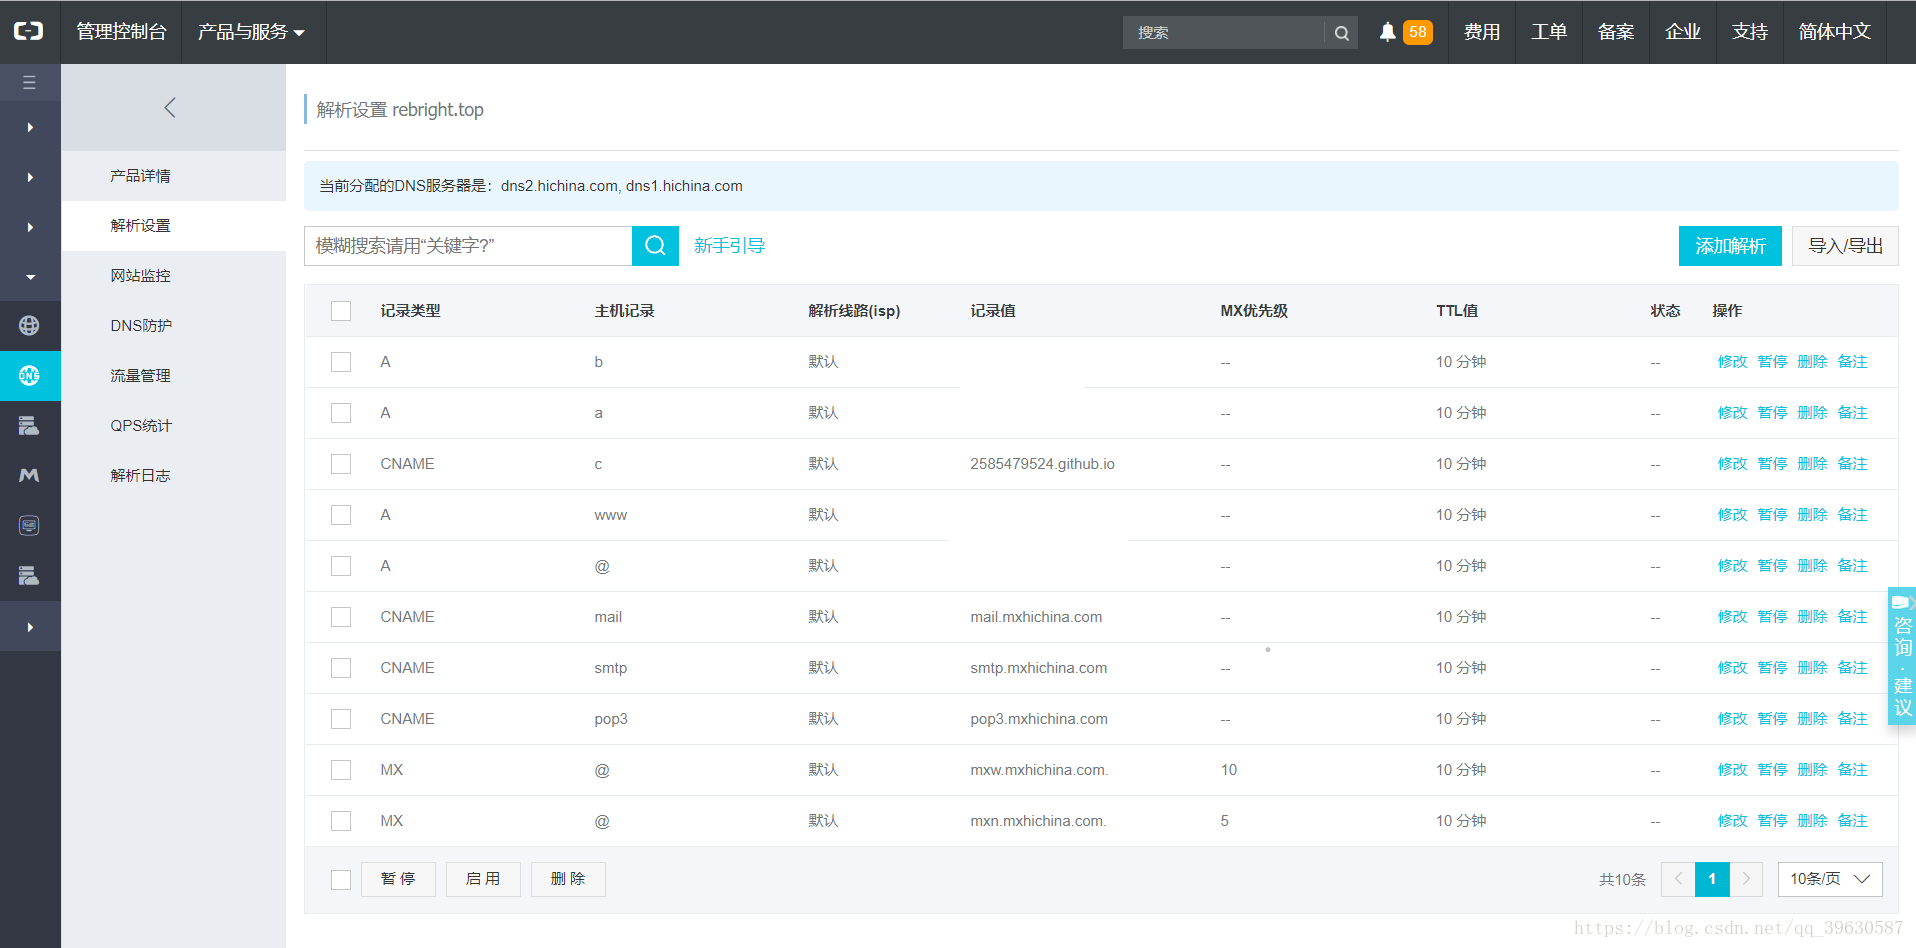 管理控制台 产品与服务 搜索 58 费用 工单 备案 企业 支持 简体中文
解析设置 rebright.top
产品详情
解析设置
网站监控
DNS防护
流量管理
QPS统计
解析日志
当前分配的DNS服务器是：dns2.hichina.com, dns1.hichina.com
模糊搜索请用“关键字?” 新手引导 添加解析 导入/导出
记录类型 主机记录 解析线路(isp) 记录值 MX优先级 TTL值 状态 操作
A b 默认 -- 10 分钟 -- 修改 暂停 删除 备注
A a 默认 -- 10 分钟 -- 修改 暂停 删除 备注
CNAME c 默认 2585479524.github.io -- 10 分钟 -- 修改 暂停 删除 备注
A www 默认 -- 10 分钟 -- 修改 暂停 删除 备注
A @ 默认 -- 10 分钟 -- 修改 暂停 删除 备注
CNAME mail 默认 mail.mxhichina.com -- 10 分钟 -- 修改 暂停 删除 备注
CNAME smtp 默认 smtp.mxhichina.com -- 10 分钟 -- 修改 暂停 删除 备注
CNAME pop3 默认 pop3.mxhichina.com -- 10 分钟 -- 修改 暂停 删除 备注
MX @ 默认 mxw.mxhichina.com. 10 10 分钟 -- 修改 暂停 删除 备注
MX @ 默认 mxn.mxhichina.com. 5 10 分钟 -- 修改 暂停 删除 备注
暂停 启用 删除 共10条 1 10条/页
DNS
咨询·建议
https://blog.csdn.net/qq_39630587